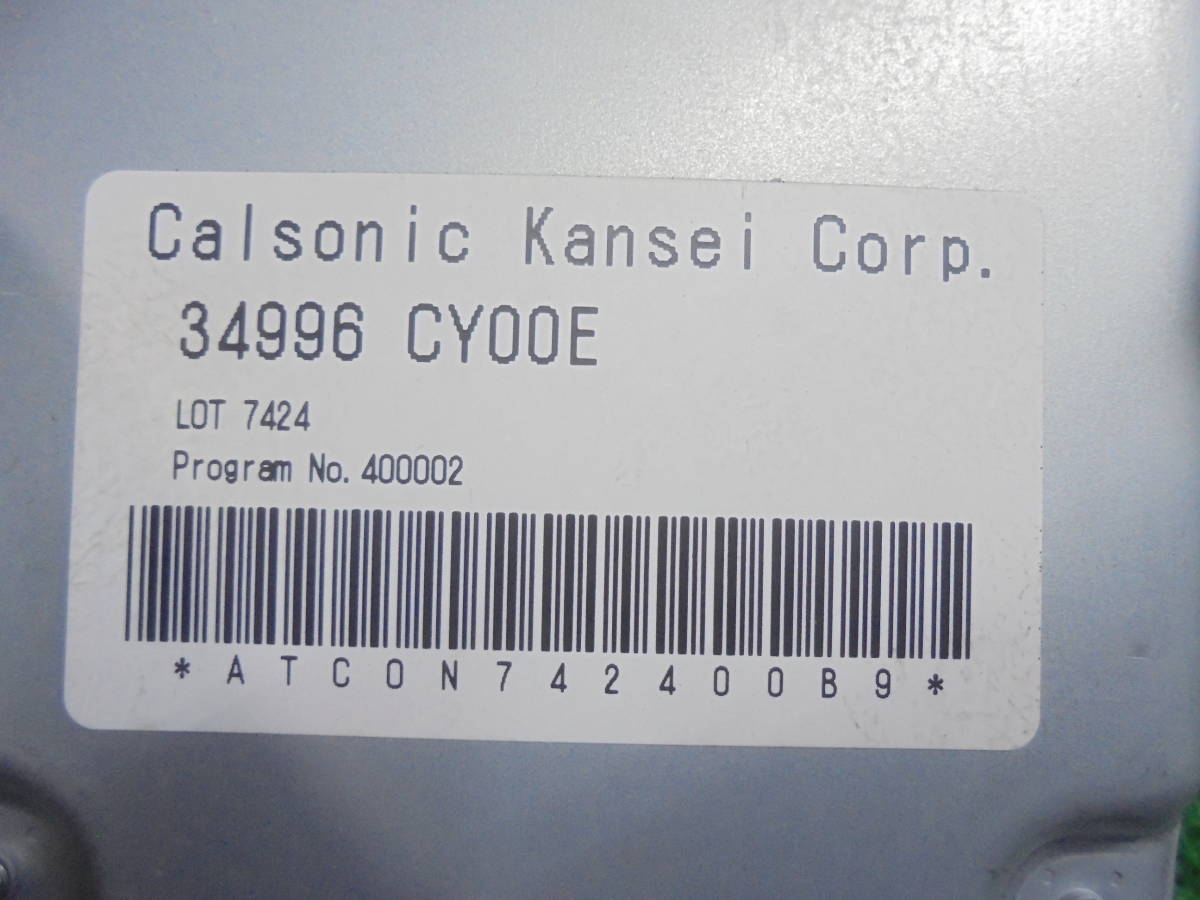 Calsonic Kansei Corp.
34996 CY00E
LOT 7424
Program No. 400002
*ATCON742400B9*